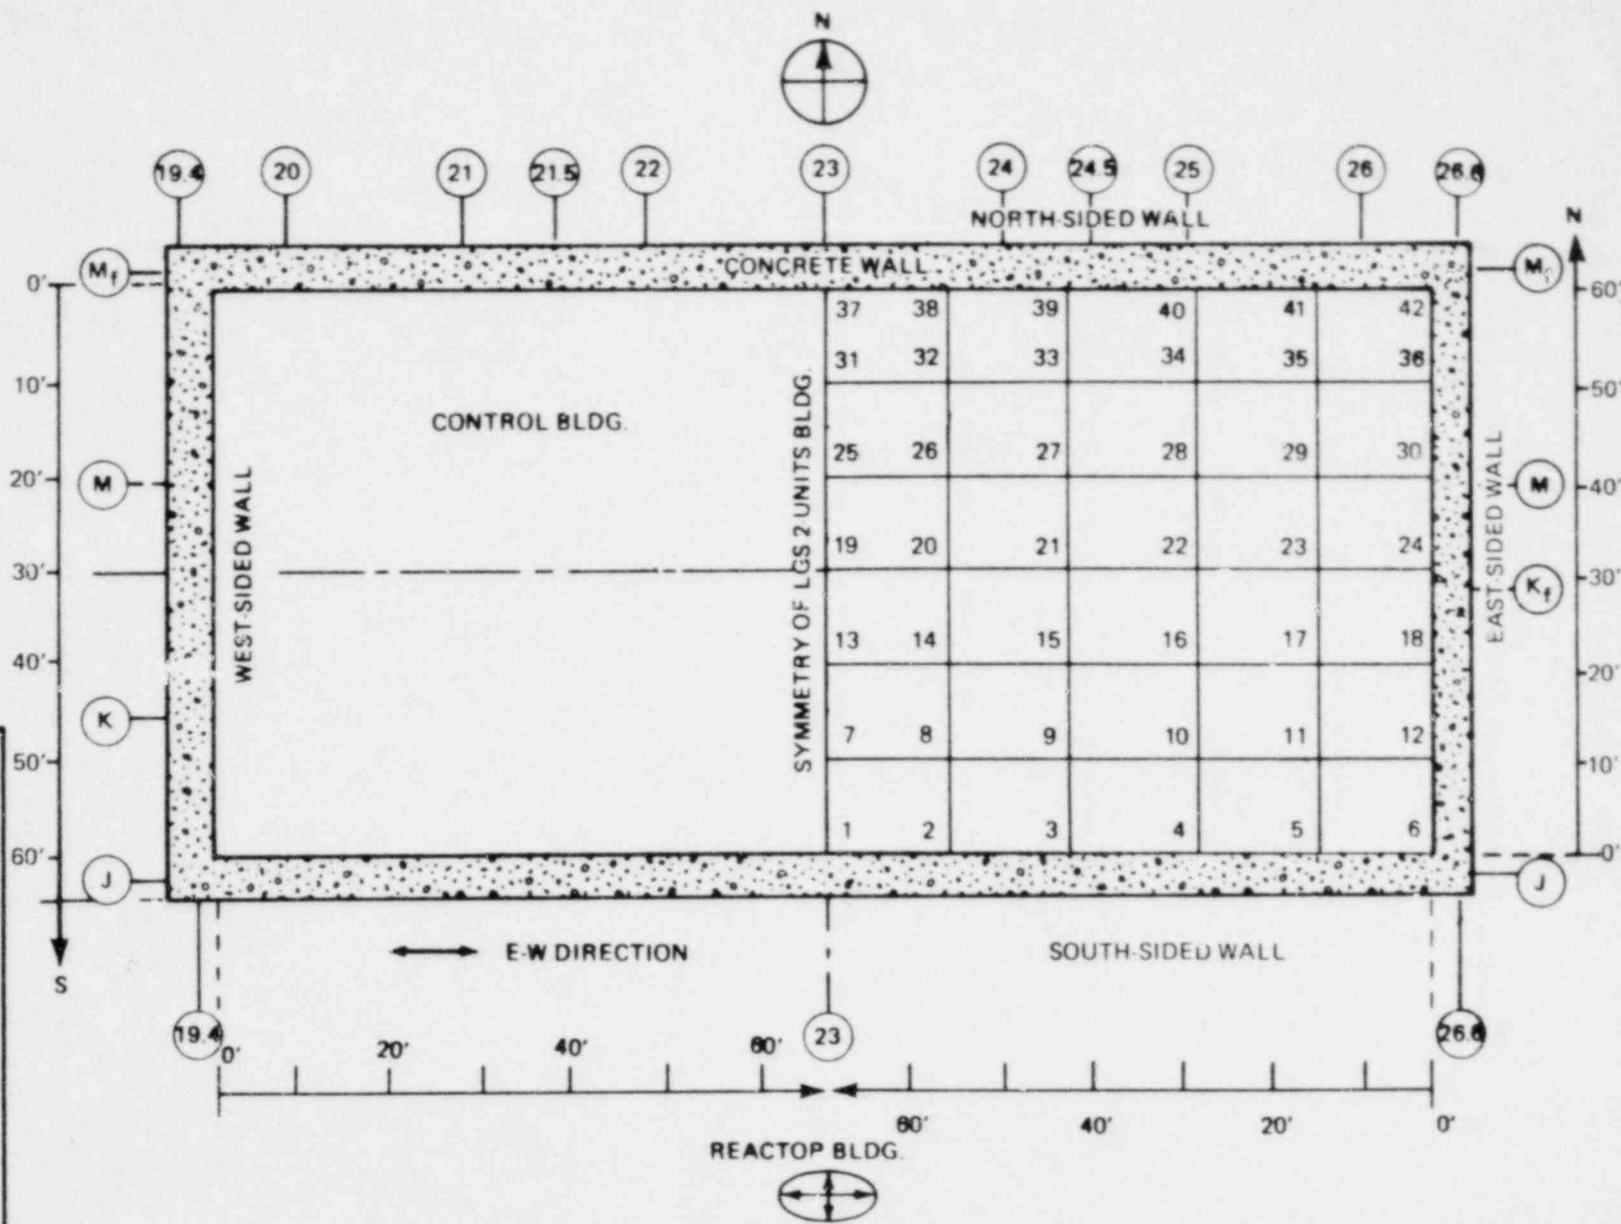 N
19.4 20 21 21.5 22 23 24 24.5 25 26 26.6
NORTH-SIDED WALL
N
CONCRETE WALL
Mf
0'
60'
37 38 39 40 41 42
31 32 33 34 35 36
10'
50'
CONTROL BLDG.
25 26 27 28 29 30
20'
M
M
40'
WEST-SIDED WALL
SYMMETRY OF LGS 2 UNITS BLDG.
EAST-SIDED WALL
19 20 21 22 23 24
30'
30'
Kf
13 14 15 16 17 18
40'
20'
K
7 8 9 10 11 12
50'
10'
1 2 3 4 5 6
60'
0'
J
J
E-W DIRECTION
SOUTH-SIDED WALL
S
19.4
23
26.6
0' 20' 40' 60'
60' 40' 20' 0'
REACTOP BLDG.